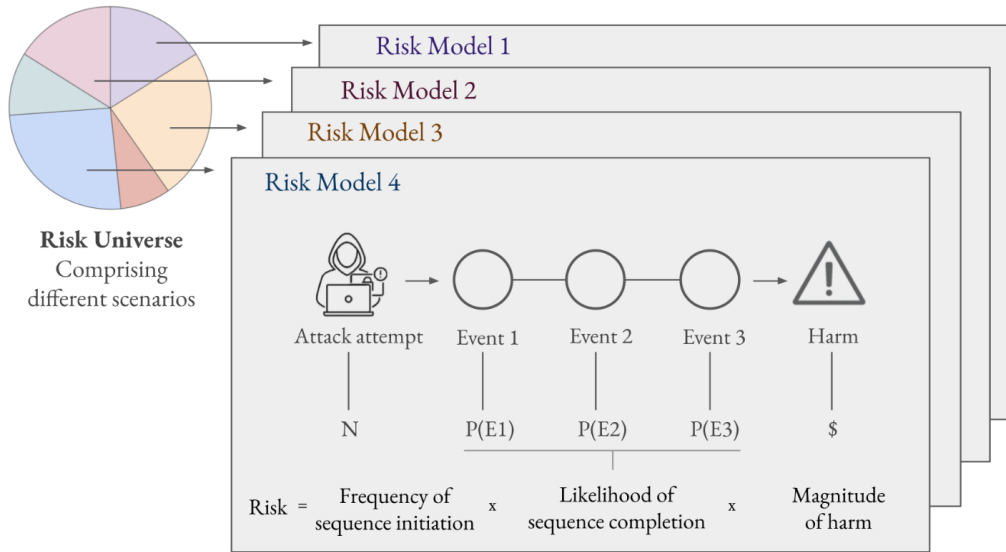 Risk Model 1
Risk Model 2
Risk Model 3
Risk Model 4
Risk Universe
Comprising
different scenarios
Attack attempt
Event 1
Event 2
Event 3
Harm
N
P(E1)
P(E2)
P(E3)
$
Risk = Frequency of sequence initiation x Likelihood of sequence completion x Magnitude of harm